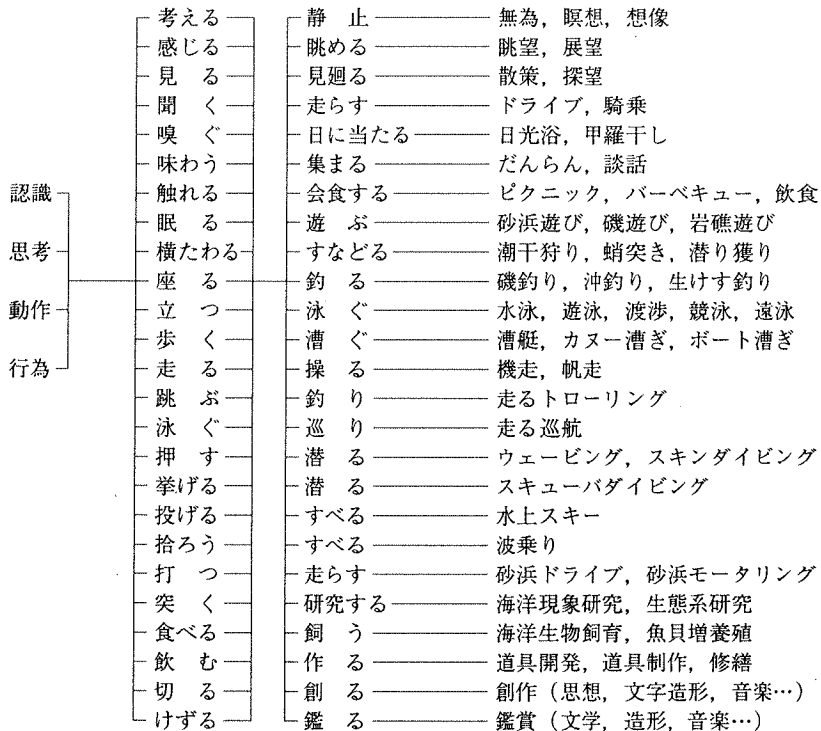 考える 静止 無為，瞑想，想像
感じる 眺める 眺望，展望
見る 見廻る 散策，探望
聞く 走らす ドライブ，騎乗
嗅ぐ 日に当たる 日光浴，甲羅干し
味わう 集まる だんらん，談話
認識 触れる 会食する ピクニック，バーベキュー，飲食
眠る 遊ぶ 砂浜遊び，磯遊び，岩礁遊び
思考 横たわる すなどる 潮干狩り，蛸突き，潜り獲り
座る 釣る 磯釣り，沖釣り，生けす釣り
動作 立つ 泳ぐ 水泳，遊泳，渡渉，競泳，遠泳
歩く 漕ぐ 漕艇，カヌー漕ぎ，ボート漕ぎ
行為 走る 操る 機走，帆走
跳ぶ 釣り 走るトローリング
泳ぐ 巡り 走る巡航
押す 潜る ウェービング，スキンダイビング
挙げる 潜る スキューバダイビング
投げる すべる 水上スキー
拾ろう すべる 波乗り
打つ 走らす 砂浜ドライブ，砂浜モータリング
突く 研究する 海洋現象研究，生態系研究
食べる 飼う 海洋生物飼育，魚貝増養殖
飲む 作る 道具開発，道具制作，修繕
切る 創る 創作（思想，文字造形，音楽…）
けずる 鑑る 鑑賞（文学，造形，音楽…）